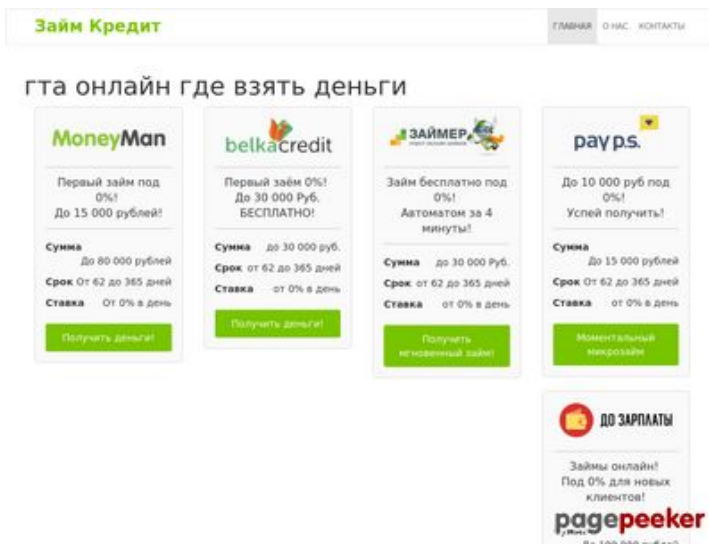 Займ Кредит
ГЛАВНАЯ О НАС КОНТАКТЫ
гта онлайн где взять деньги
MoneyMan
Первый займ под
0%!
До 15 000 рублей!
Сумма
До 80 000 рублей
Срок От 62 до 365 дней
Ставка От 0% в день
Получить деньги!
belkacredit
Первый заём 0%!
До 30 000 Руб.
БЕСПЛАТНО!
Сумма до 30 000 руб.
Срок от 62 до 365 дней
Ставка от 0% в день
Получить деньги!
ЗАЙМЕР
Займ бесплатно под
0%!
Автоматом за 4
минуты!
Сумма до 30 000 Руб.
Срок от 62 до 365 дней
Ставка от 0% в день
Получить
мгновенный займ!
pay p.s.
До 10 000 руб под
0%!
Успей получить!
Сумма
До 15 000 рублей
Срок От 62 до 365 дней
Ставка от 0% в день
Моментальный
микрозайм
ДО ЗАРПЛАТЫ
Займы онлайн!
Под 0% для новых
клиентов!
pagepeeker
До 100 000 рублей